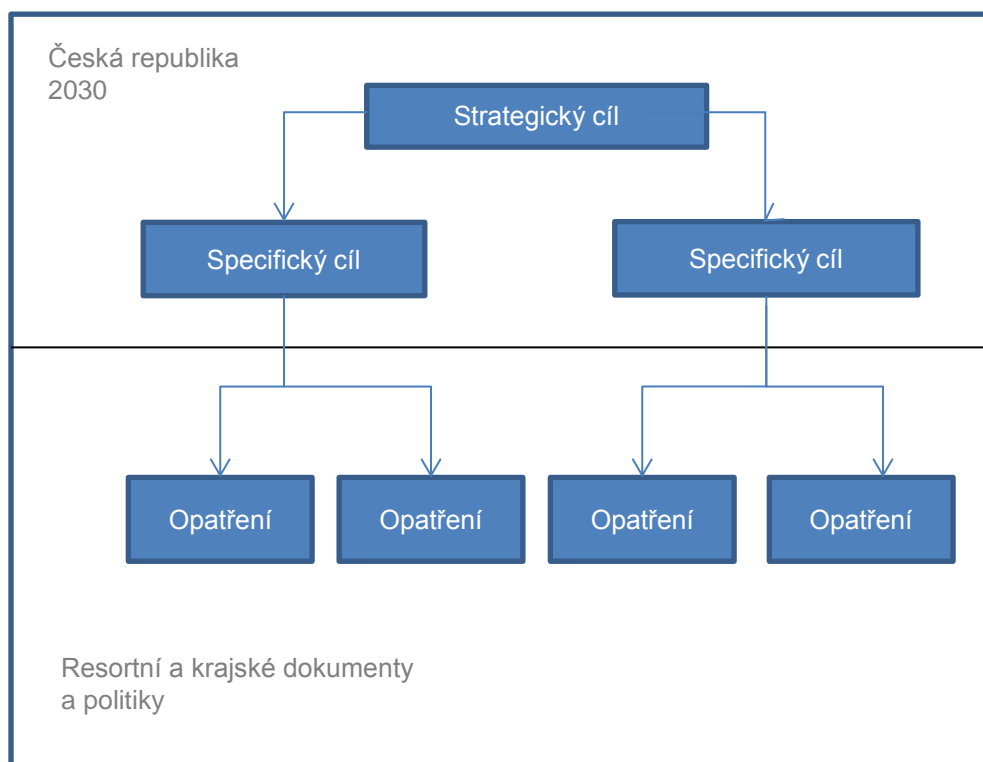 Česká republika
2030
Strategický cíl
Specifický cíl
Specifický cíl
Opatření
Opatření
Opatření
Opatření
Resortní a krajské dokumenty
a politiky